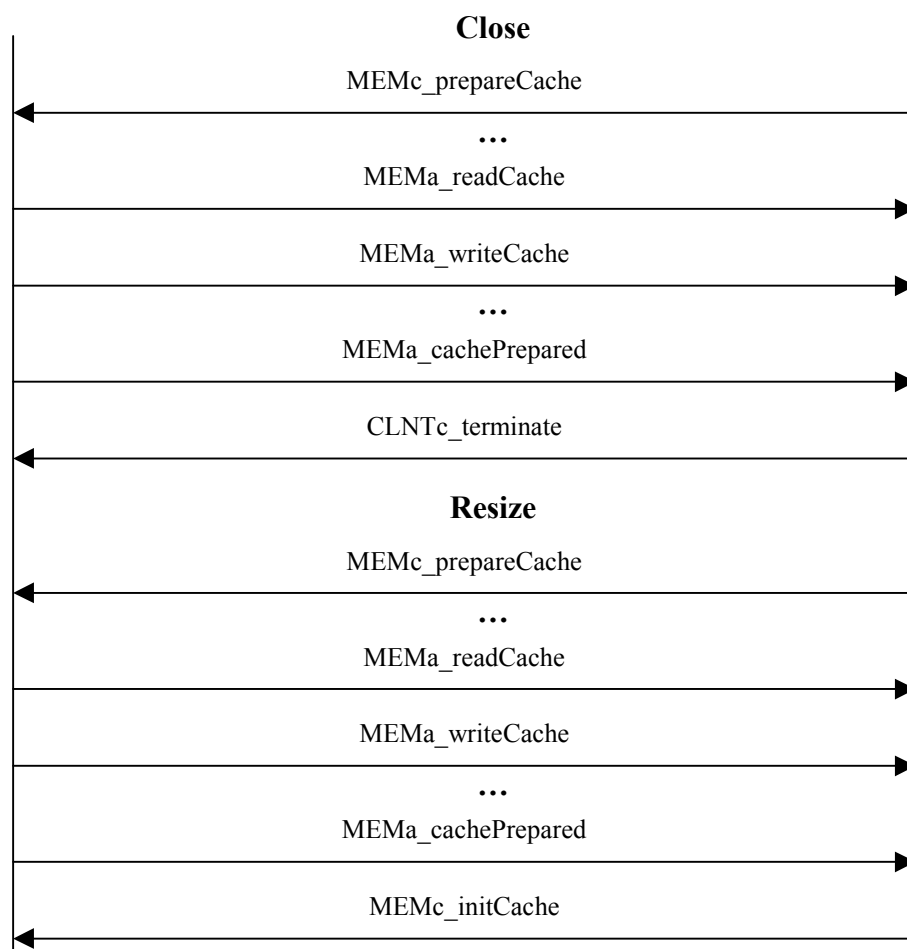 Close
MEMc_prepareCache
...
MEMa_readCache
MEMa_writeCache
...
MEMa_cachePrepared
CLNTc_terminate
Resize
MEMc_prepareCache
...
MEMa_readCache
MEMa_writeCache
...
MEMa_cachePrepared
MEMc_initCache